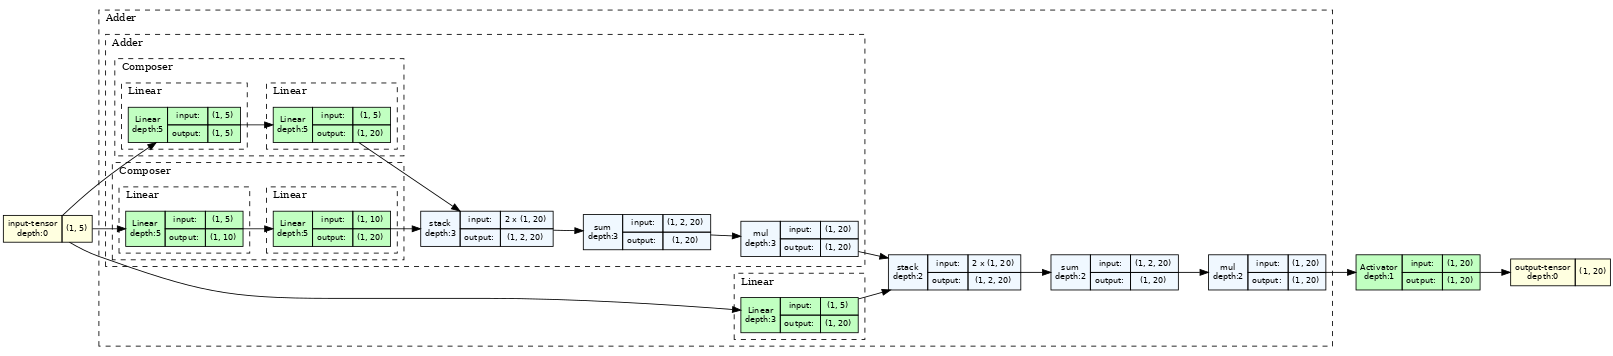 Adder
Adder
Composer
Linear
Linear
depth:5
input: (1, 5)
output: (1, 5)
Linear
Linear
depth:5
input: (1, 5)
output: (1, 20)
Composer
Linear
Linear
depth:5
input: (1, 5)
output: (1, 10)
Linear
Linear
depth:5
input: (1, 10)
output: (1, 20)
input-tensor
depth:0
(1, 5)
stack
depth:3
input: 2 x (1, 20)
output: (1, 2, 20)
sum
depth:3
input: (1, 2, 20)
output: (1, 20)
mul
depth:3
input: (1, 20)
output: (1, 20)
Linear
Linear
depth:3
input: (1, 5)
output: (1, 20)
stack
depth:2
input: 2 x (1, 20)
output: (1, 2, 20)
sum
depth:2
input: (1, 2, 20)
output: (1, 20)
mul
depth:2
input: (1, 20)
output: (1, 20)
Activator
depth:1
input: (1, 20)
output: (1, 20)
output-tensor
depth:0
(1, 20)